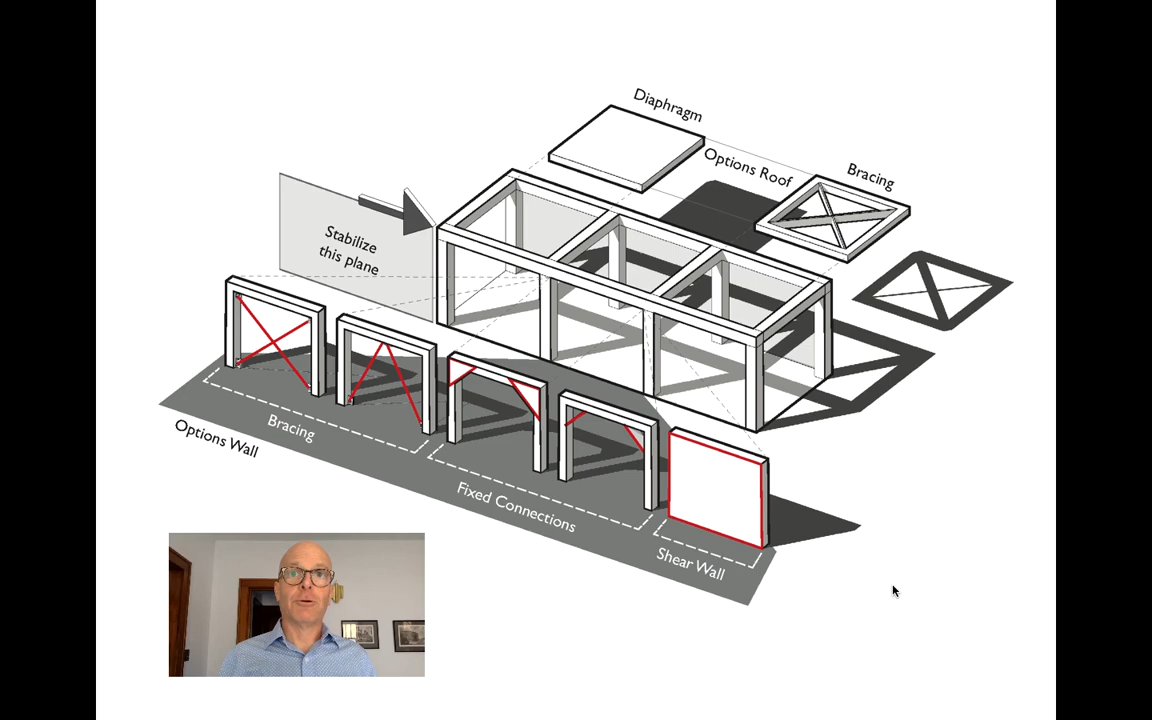 Diaphragm
Options Roof
Bracing
Stabilize
this plane
Options Wall
Bracing
Fixed Connections
Shear Wall